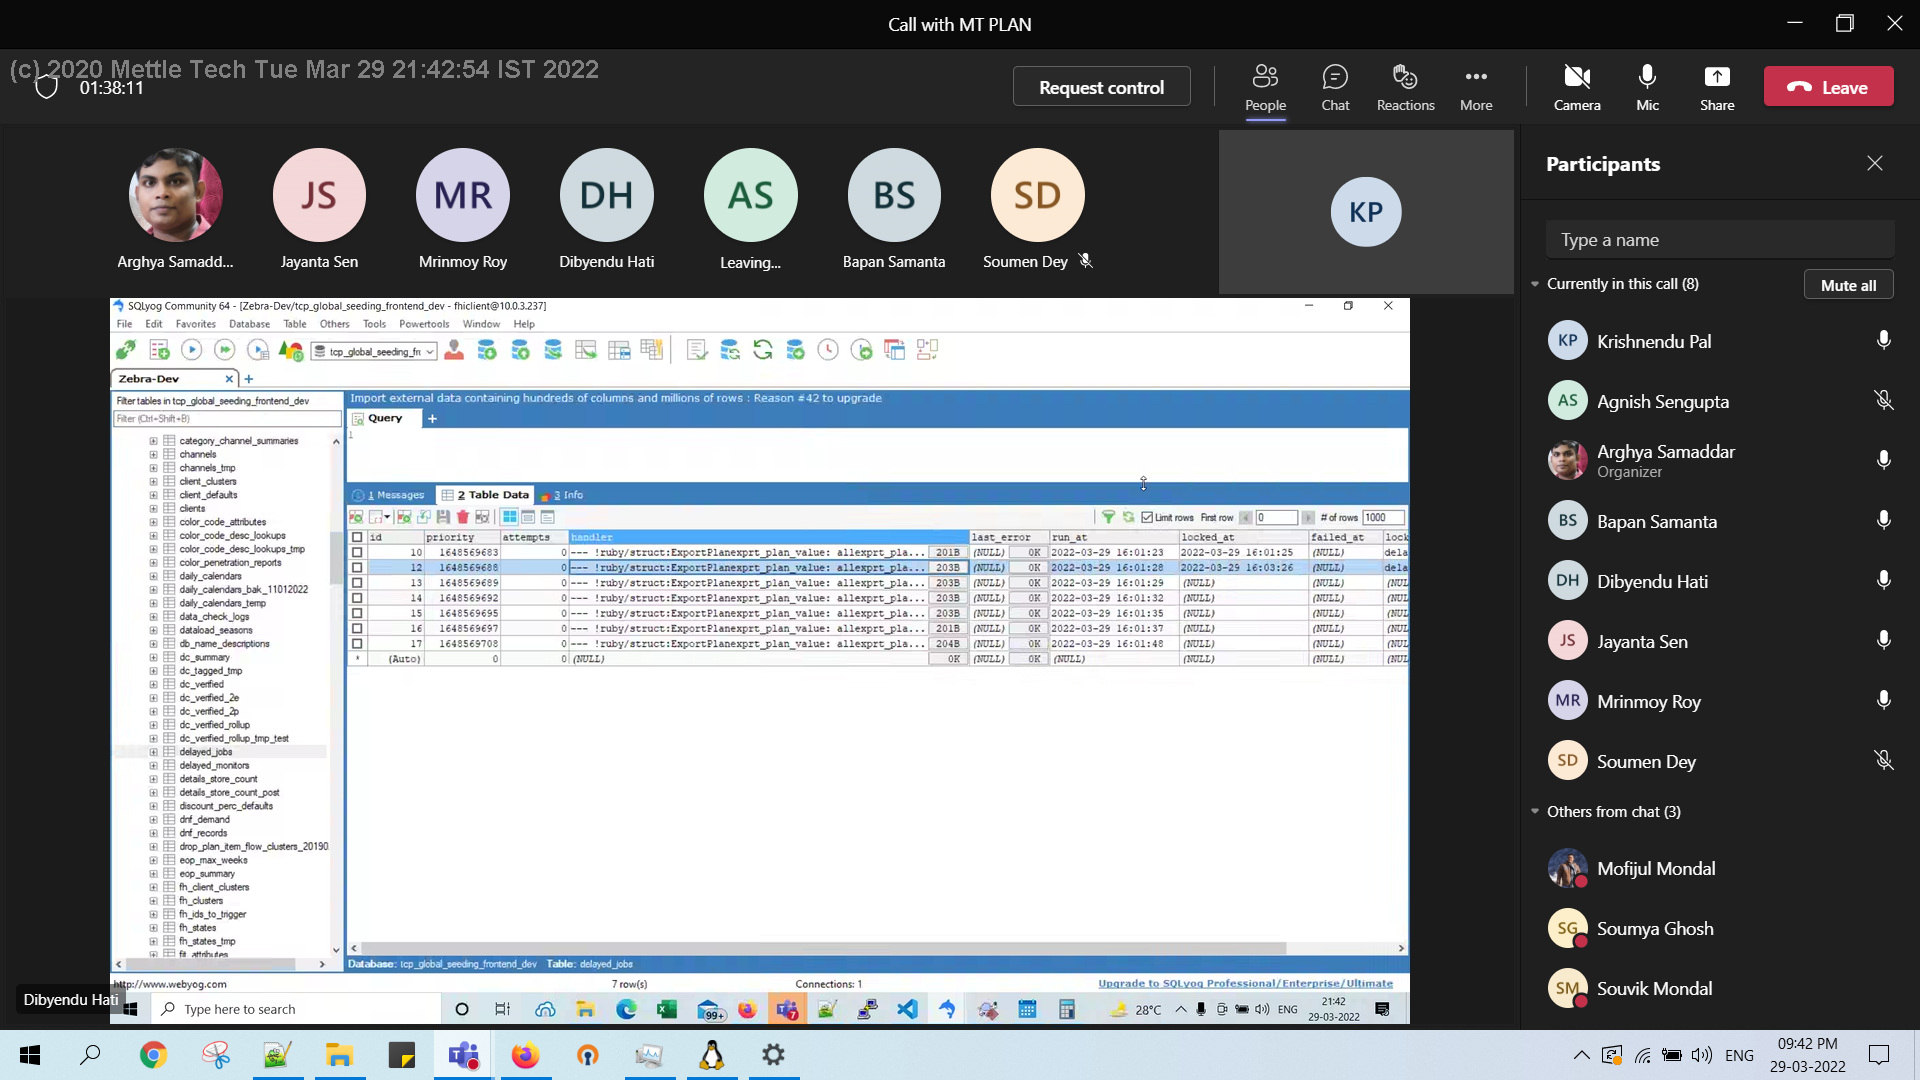 Call with MT PLAN
(c) 2020 Mettle Tech Tue Mar 29 21:42:54 IST 2022
01:38:11
Request control
People
Chat
Reactions
More
Camera
Mic
Share
Leave
JS
MR
DH
AS
BS
SD
KP
Arghya Samadd...
Jayanta Sen
Mrinmoy Roy
Dibyendu Hati
Leaving...
Bapan Samanta
Soumen Dey
Participants
Type a name
Currently in this call (8)
Mute all
KP Krishnendu Pal
AS Agnish Sengupta
Arghya Samaddar
Organizer
BS Bapan Samanta
DH Dibyendu Hati
JS Jayanta Sen
MR Mrinmoy Roy
SD Soumen Dey
Others from chat (3)
Mofijul Mondal
SG Soumya Ghosh
SM Souvik Mondal
SQLyog Community 64 - [Zebra-Dev/tcp_global_seeding_frontend_dev - fhiclient@10.0.3.237]
File Edit Favorites Database Table Others Tools Powertools Window Help
tcp_global_seeding_fr
Zebra-Dev
Filter tables in tcp_global_seeding_frontend_dev
Filter (Ctrl+Shift+B)
category_channel_summaries
channels
channels_tmp
client_clusters
client_defaults
clients
color_code_attributes
color_code_desc_lookups
color_code_desc_lookups_tmp
color_penetration_reports
daily_calendars
daily_calendars_bak_11012022
daily_calendars_temp
data_check_logs
dataload_seasons
db_name_descriptions
dc_summary
dc_tagged_tmp
dc_verified
dc_verified_2e
dc_verified_2p
dc_verified_rollup
dc_verified_rollup_tmp_test
delayed_jobs
delayed_monitors
details_store_count
details_store_count_post
discount_perc_defaults
dnf_demand
dnf_records
drop_plan_item_flow_clusters_20190
eop_max_weeks
eop_summary
fh_client_clusters
fh_clusters
fh_ids_to_trigger
fh_states
fh_states_tmp
fit_attributes
Import external data containing hundreds of columns and millions of rows : Reason #42 to upgrade
Query
1
1 Messages 2 Table Data 3 Info
Limit rows First row 0 # of rows 1000
id priority attempts handler last_error run_at locked_at failed_at lock
10 1648569683 0 --- !ruby/struct:ExportPlanexprt_plan_value: allexprt_pla... 201B (NULL) 0K 2022-03-29 16:01:23 2022-03-29 16:01:25 (NULL) dela
12 1648569688 0 --- !ruby/struct:ExportPlanexprt_plan_value: allexprt_pla... 203B (NULL) 0K 2022-03-29 16:01:28 2022-03-29 16:03:26 (NULL) dela
13 1648569689 0 --- !ruby/struct:ExportPlanexprt_plan_value: allexprt_pla... 203B (NULL) 0K 2022-03-29 16:01:29 (NULL) (NULL) (NUL
14 1648569692 0 --- !ruby/struct:ExportPlanexprt_plan_value: allexprt_pla... 203B (NULL) 0K 2022-03-29 16:01:32 (NULL) (NULL) (NUL
15 1648569695 0 --- !ruby/struct:ExportPlanexprt_plan_value: allexprt_pla... 203B (NULL) 0K 2022-03-29 16:01:35 (NULL) (NULL) (NUL
16 1648569697 0 --- !ruby/struct:ExportPlanexprt_plan_value: allexprt_pla... 201B (NULL) 0K 2022-03-29 16:01:37 (NULL) (NULL) (NUL
17 1648569708 0 --- !ruby/struct:ExportPlanexprt_plan_value: allexprt_pla... 204B (NULL) 0K 2022-03-29 16:01:48 (NULL) (NULL) (NUL
* (Auto) 0 0 (NULL) 0K (NULL) 0K (NULL) (NULL) (NULL) (NUL
Database: tcp_global_seeding_frontend_dev Table: delayed_jobs
http://www.webyog.com
7 row(s)
Connections: 1
Upgrade to SQLyog Professional/Enterprise/Ultimate
Dibyendu Hati
Type here to search
99+
7
28°C
ENG
21:42
29-03-2022
ENG
09:42 PM
29-03-2022